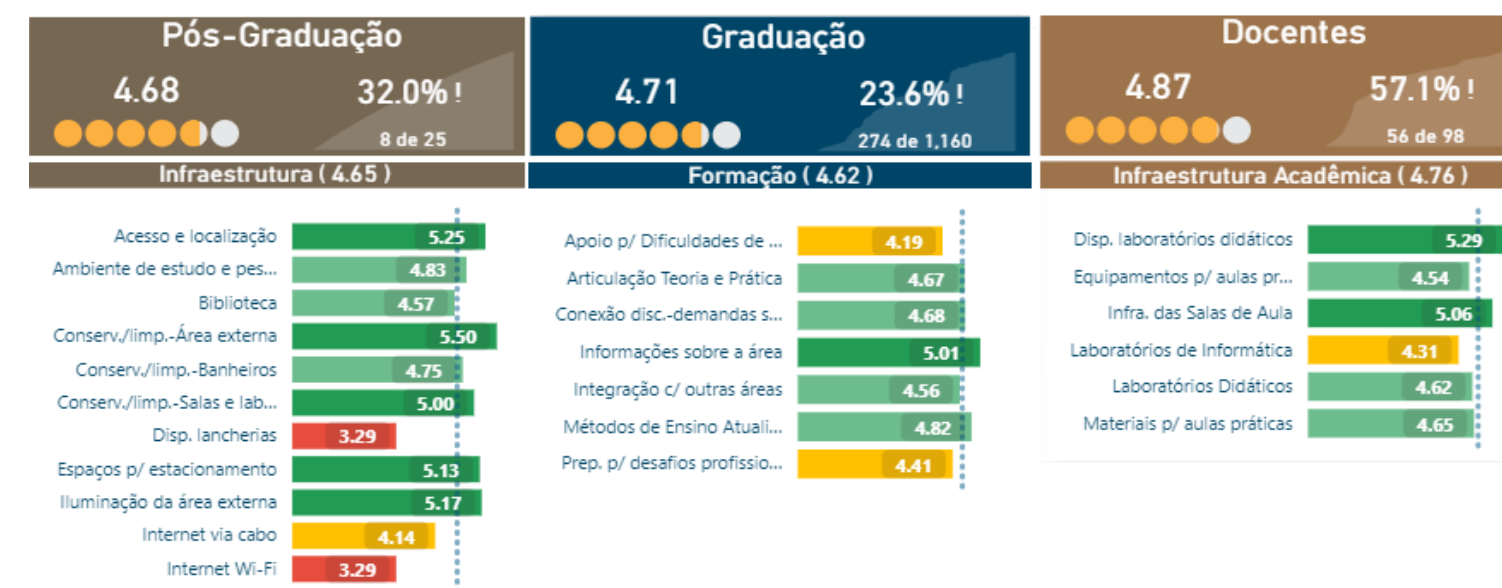 Pós-Graduação
4.68
32.0% !
8 de 25
Infraestrutura ( 4.65 )
Acesso e localização 5.25
Ambiente de estudo e pes... 4.83
Biblioteca 4.57
Conserv./limp.-Área externa 5.50
Conserv./limp.-Banheiros 4.75
Conserv./limp.-Salas e lab... 5.00
Disp. lancherias 3.29
Espaços p/ estacionamento 5.13
Iluminação da área externa 5.17
Internet via cabo 4.14
Internet Wi-Fi 3.29
Graduação
4.71
23.6% !
274 de 1,160
Formação ( 4.62 )
Apoio p/ Dificuldades de ... 4.19
Articulação Teoria e Prática 4.67
Conexão disc.-demandas s... 4.68
Informações sobre a área 5.01
Integração c/ outras áreas 4.56
Métodos de Ensino Atuali... 4.82
Prep. p/ desafios profissio... 4.41
Docentes
4.87
57.1% !
56 de 98
Infraestrutura Acadêmica ( 4.76 )
Disp. laboratórios didáticos 5.29
Equipamentos p/ aulas pr... 4.54
Infra. das Salas de Aula 5.06
Laboratórios de Informática 4.31
Laboratórios Didáticos 4.62
Materiais p/ aulas práticas 4.65